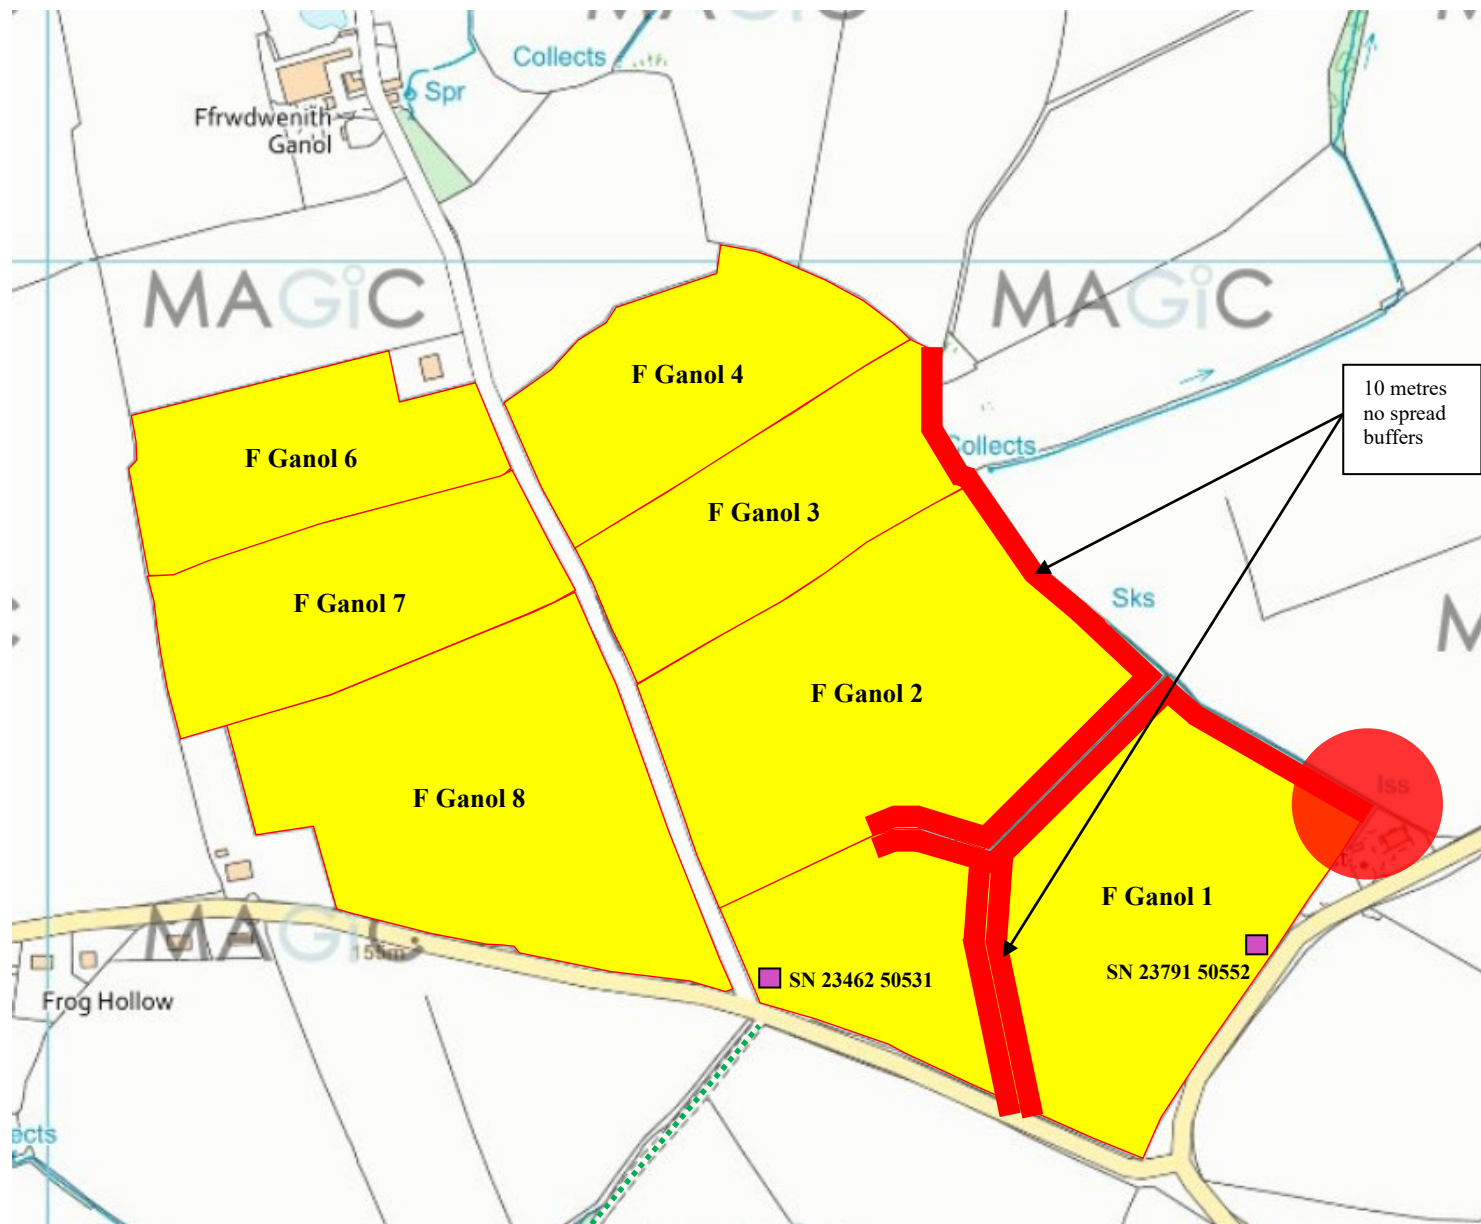 MAGiC
Collects
Spr
Ffrwdwenith
Ganol
MAGiC
MAGiC
F Ganol 4
10 metres
no spread
buffers
F Ganol 6
Collects
F Ganol 3
F Ganol 7
Sks
F Ganol 2
Iss
F Ganol 8
F Ganol 1
MAGiC
155m
SN 23462 50531
SN 23791 50552
Frog Hollow
ects